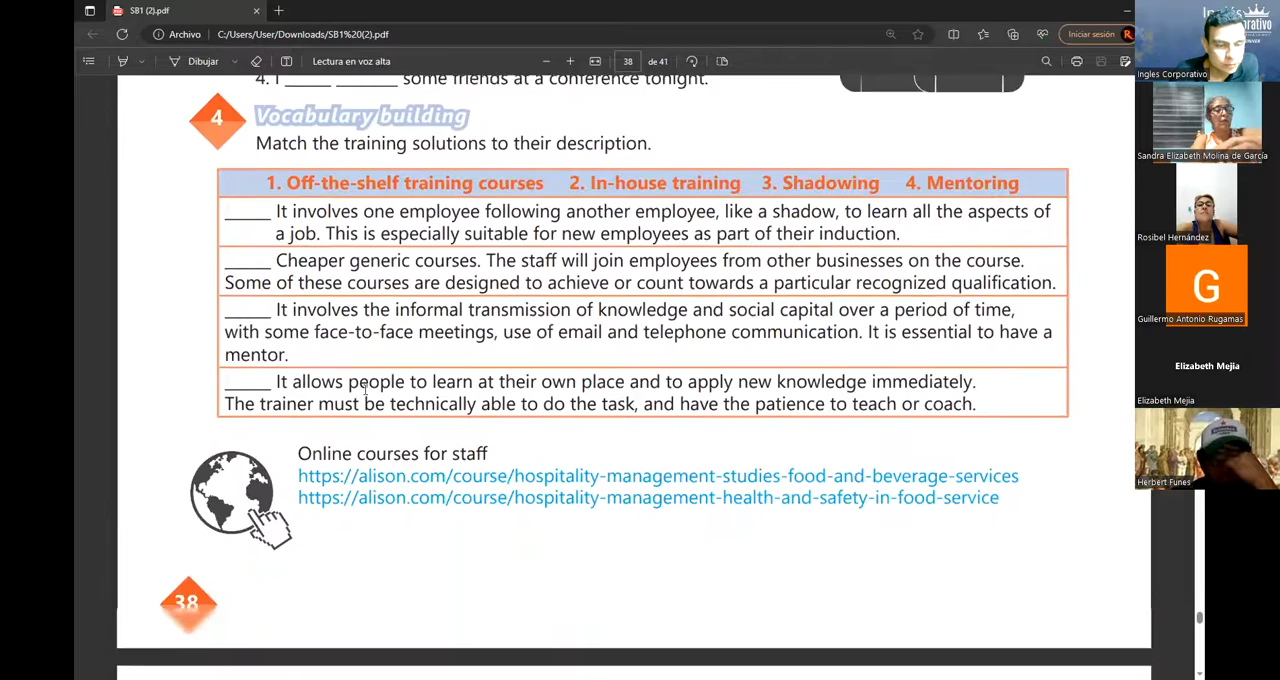 SB1 (2).pdf
Archivo C:/Users/User/Downloads/SB1%20(2).pdf
Iniciar sesión R
Dibujar Lectura en voz alta 38 de 41
4. I _____ _______ some friends at a conference tonight.
4 Vocabulary building
Match the training solutions to their description.
1. Off-the-shelf training courses 2. In-house training 3. Shadowing 4. Mentoring
_____ It involves one employee following another employee, like a shadow, to learn all the aspects of
a job. This is especially suitable for new employees as part of their induction.
_____ Cheaper generic courses. The staff will join employees from other businesses on the course.
Some of these courses are designed to achieve or count towards a particular recognized qualification.
_____ It involves the informal transmission of knowledge and social capital over a period of time,
with some face-to-face meetings, use of email and telephone communication. It is essential to have a
mentor.
_____ It allows people to learn at their own place and to apply new knowledge immediately.
The trainer must be technically able to do the task, and have the patience to teach or coach.
Online courses for staff
https://alison.com/course/hospitality-management-studies-food-and-beverage-services
https://alison.com/course/hospitality-management-health-and-safety-in-food-service
38
Ingles Corporativo
Sandra Elizabeth Molina de García
Rosibel Hernández
G
Guillermo Antonio Rugamas
Elizabeth Mejia
Elizabeth Mejia
Herbert Funes